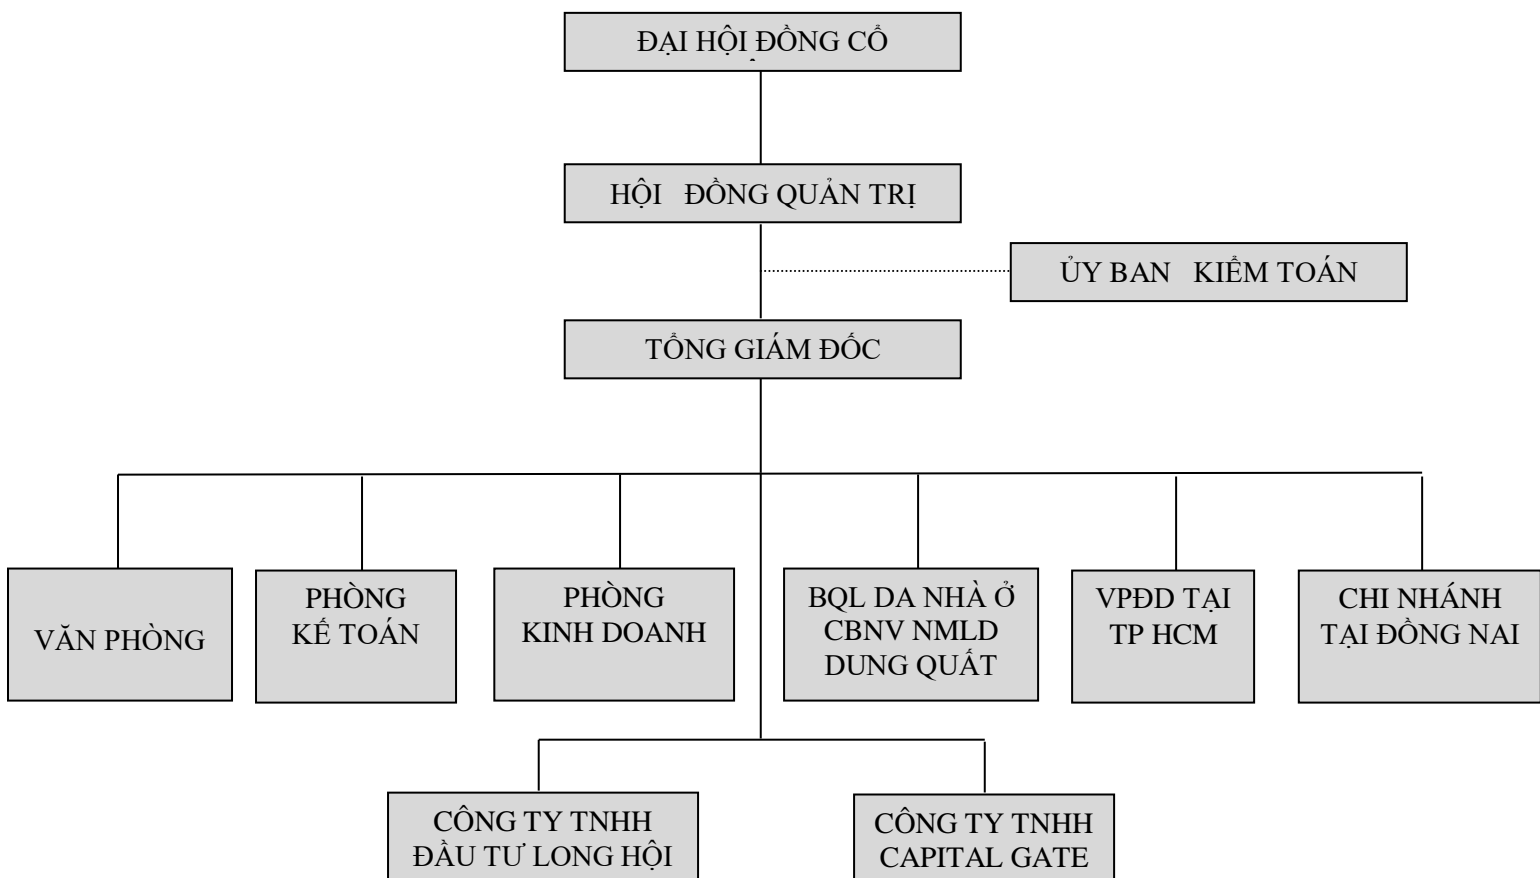 ĐẠI HỘI ĐỒNG CỔ
HỘI ĐỒNG QUẢN TRỊ
ỦY BAN KIỂM TOÁN
TỔNG GIÁM ĐỐC
VĂN PHÒNG
PHÒNG
KẾ TOÁN
PHÒNG
KINH DOANH
BQL DA NHÀ Ở
CBNV NMLD
DUNG QUẤT
VPĐD TẠI
TP HCM
CHI NHÁNH
TẠI ĐỒNG NAI
CÔNG TY TNHH
ĐẦU TƯ LONG HỘI
CÔNG TY TNHH
CAPITAL GATE